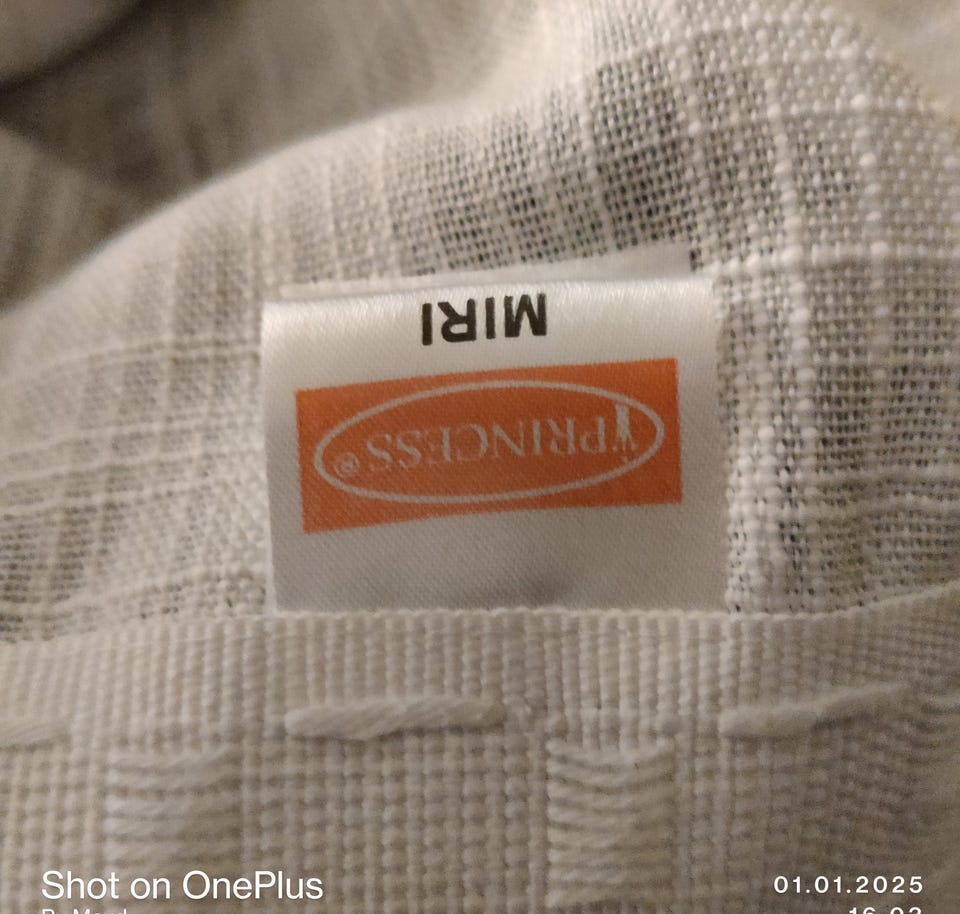 PRINCESS®
MIRI
Shot on OnePlus
01.01.2025